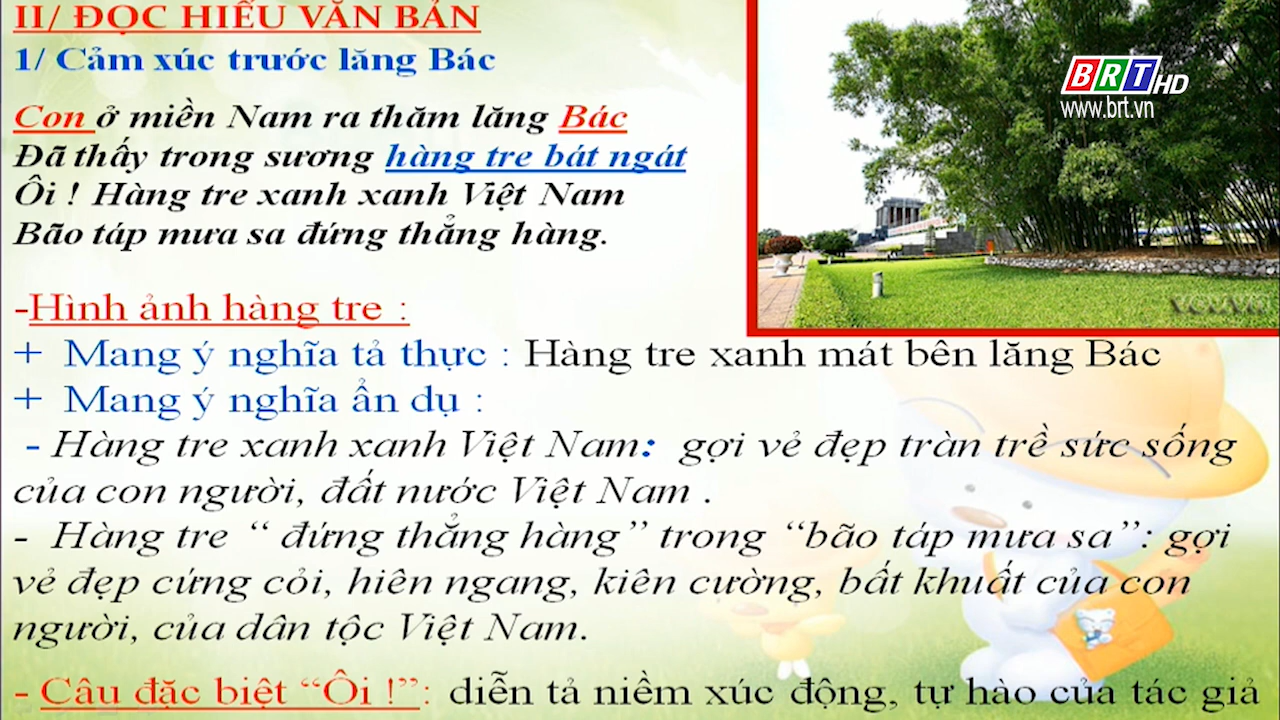 II/ ĐỌC HIỂU VĂN BẢN
1/ Cảm xúc trước lăng Bác
Con ở miền Nam ra thăm lăng Bác
Đã thấy trong sương hàng tre bát ngát
Ôi ! Hàng tre xanh xanh Việt Nam
Bão táp mưa sa đứng thẳng hàng.
BRT HD
www.brt.vn
-Hình ảnh hàng tre :
+ Mang ý nghĩa tả thực : Hàng tre xanh mát bên lăng Bác
+ Mang ý nghĩa ẩn dụ :
- Hàng tre xanh xanh Việt Nam: gợi vẻ đẹp tràn trề sức sống
của con người, đất nước Việt Nam .
- Hàng tre “ đứng thẳng hàng” trong “bão táp mưa sa”: gợi
vẻ đẹp cứng cỏi, hiên ngang, kiên cường, bất khuất của con
người, của dân tộc Việt Nam.
- Câu đặc biệt “Ôi !”: diễn tả niềm xúc động, tự hào của tác giả